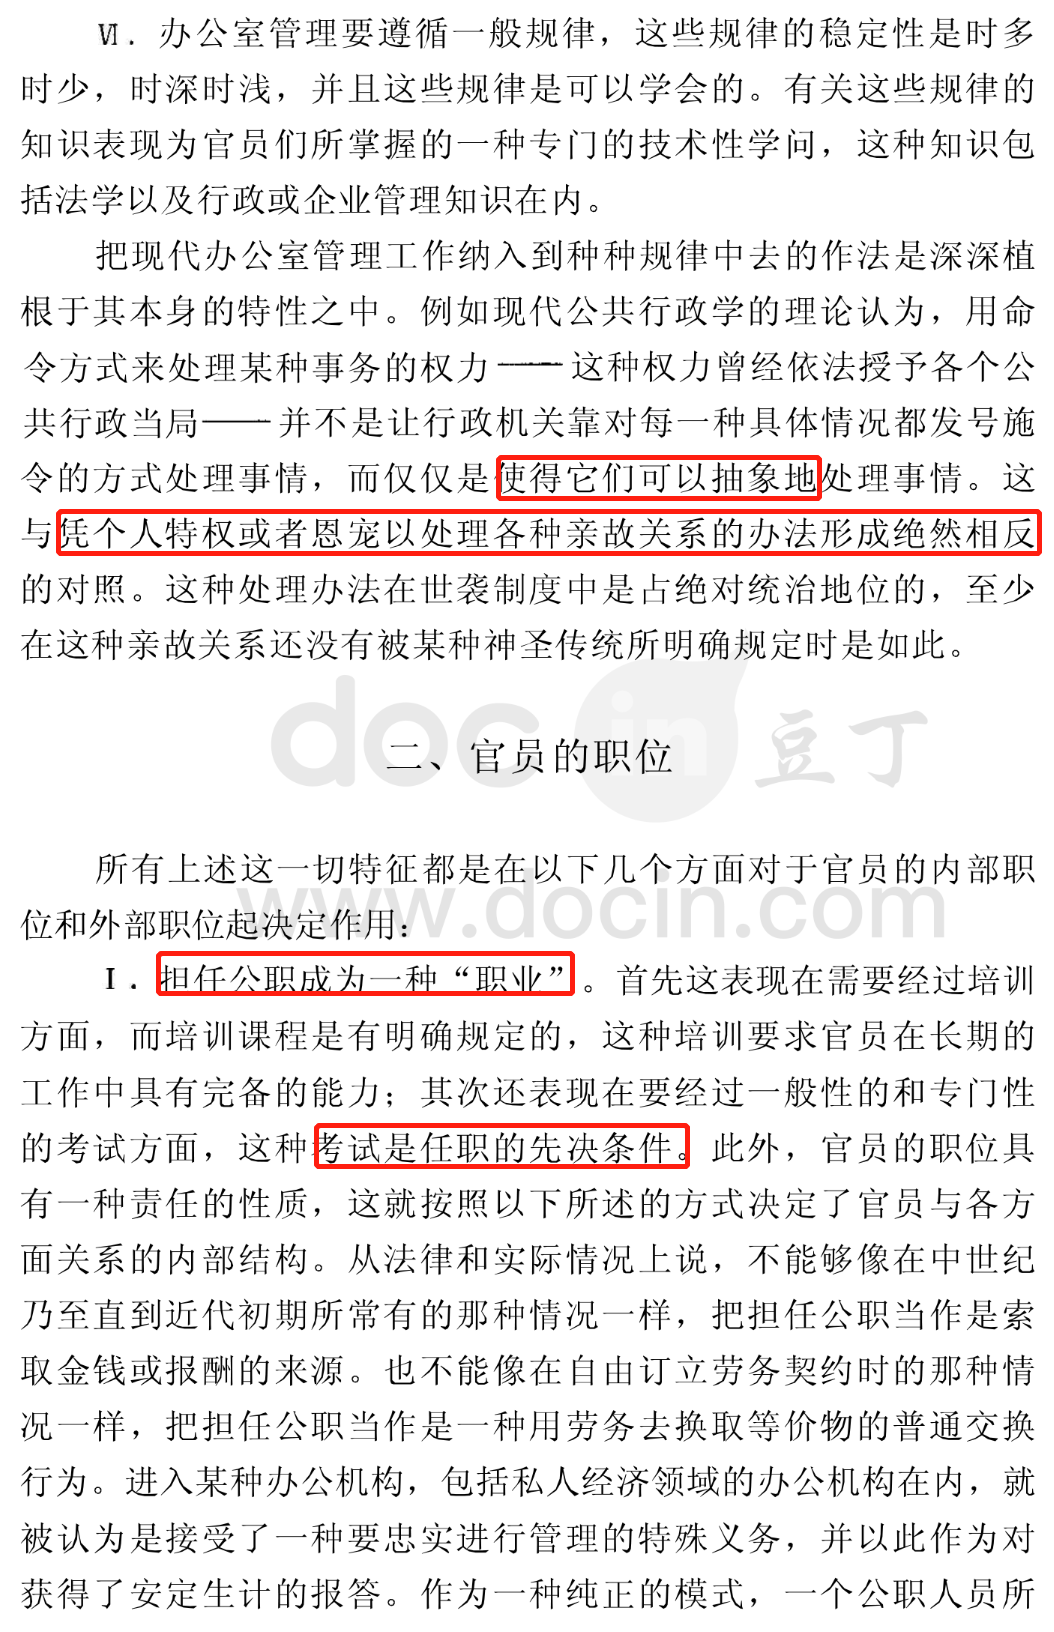 Ⅵ．办公室管理要遵循一般规律，这些规律的稳定性是时多
时少，时深时浅，并且这些规律是可以学会的。有关这些规律的
知识表现为官员们所掌握的一种专门的技术性学问，这种知识包
括法学以及行政或企业管理知识在内。
把现代办公室管理工作纳入到种种规律中去的作法是深深植
根于其本身的特性之中。例如现代公共行政学的理论认为，用命
令方式来处理某种事务的权力——这种权力曾经依法授予各个公
共行政当局——并不是让行政机关靠对每一种具体情况都发号施
令的方式处理事情，而仅仅是使得它们可以抽象地处理事情。这
与凭个人特权或者恩宠以处理各种亲故关系的办法形成绝然相反
的对照。这种处理办法在世袭制度中是占绝对统治地位的，至少
在这种亲故关系还没有被某种神圣传统所明确规定时是如此。
docin 豆丁
二、官员的职位
所有上述这一切特征都是在以下几个方面对于官员的内部职
www.docin.com
位和外部职位起决定作用：
Ⅰ．担任公职成为一种“职业”。首先这表现在需要经过培训
方面，而培训课程是有明确规定的，这种培训要求官员在长期的
工作中具有完备的能力；其次还表现在要经过一般性的和专门性
的考试方面，这种考试是任职的先决条件。此外，官员的职位具
有一种责任的性质，这就按照以下所述的方式决定了官员与各方
面关系的内部结构。从法律和实际情况上说，不能够像在中世纪
乃至直到近代初期所常有的那种情况一样，把担任公职当作是索
取金钱或报酬的来源。也不能像在自由订立劳务契约时的那种情
况一样，把担任公职当作是一种用劳务去换取等价物的普通交换
行为。进入某种办公机构，包括私人经济领域的办公机构在内，就
被认为是接受了一种要忠实进行管理的特殊义务，并以此作为对
获得了安定生计的报答。作为一种纯正的模式，一个公职人员所